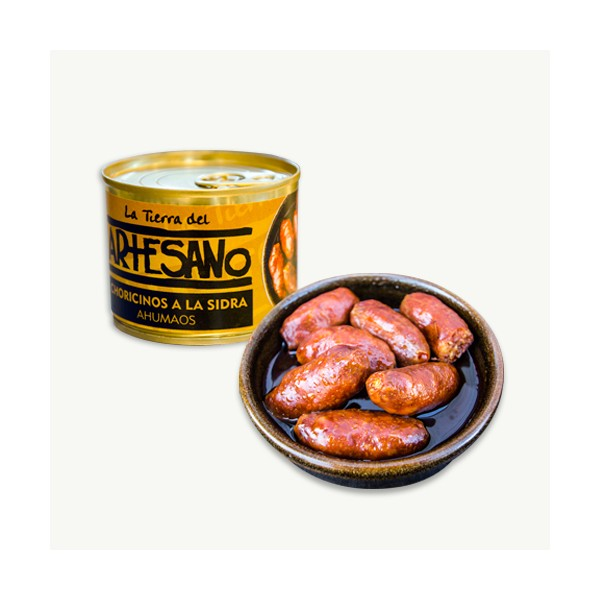 La Tierra del
ARTESANO
CHORICINOS A LA SIDRA
AHUMAOS